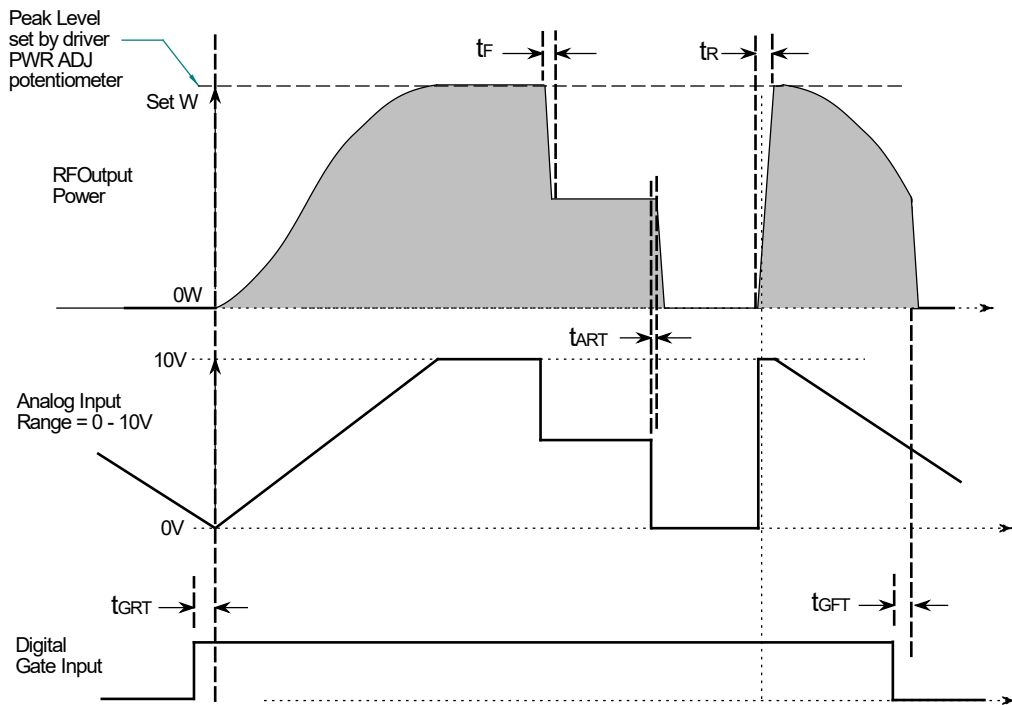 Peak Level
set by driver
PWR ADJ
potentiometer
tF
tR
Set W
RFOutput
Power
0W
tART
10V
Analog Input
Range = 0 - 10V
0V
tGRT
tGFT
Digital
Gate Input